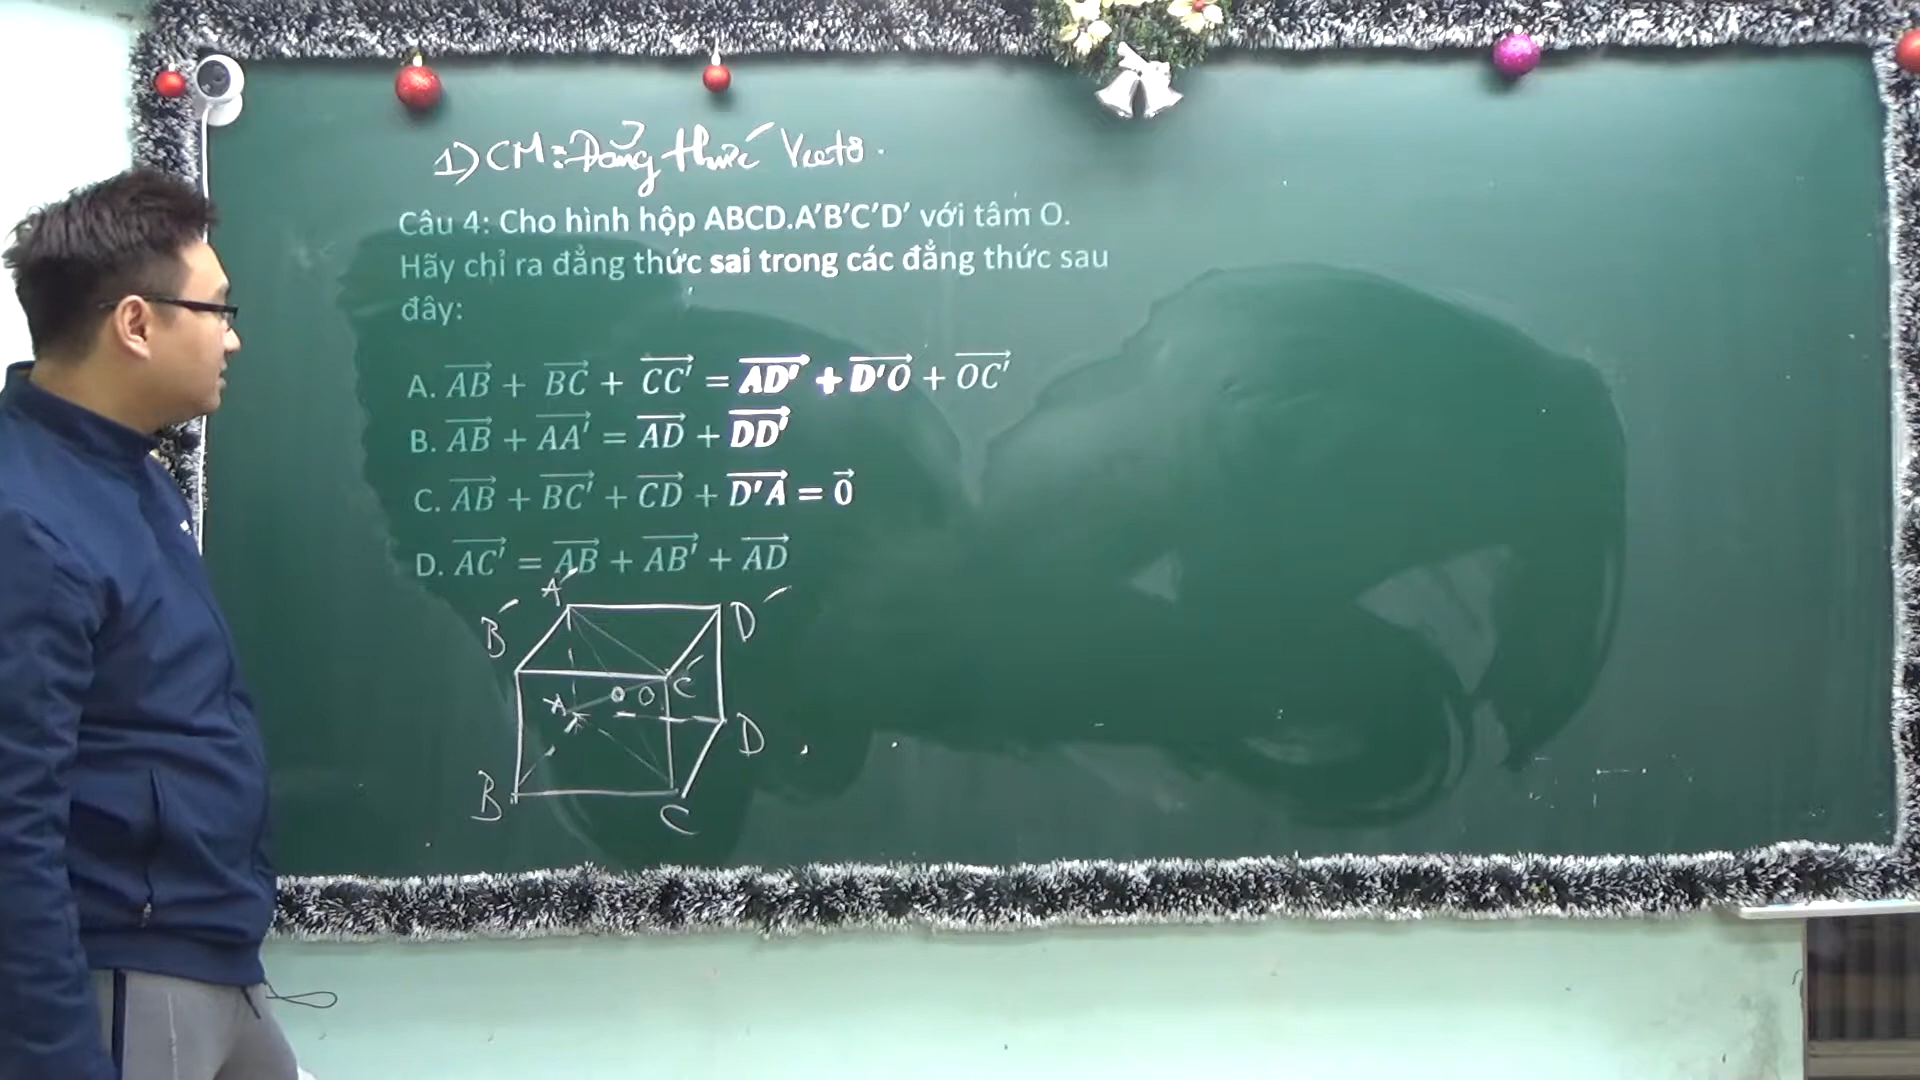 1) CM: Đẳng thức Vectơ.
Câu 4: Cho hình hộp ABCD.A′B′C′D′ với tâm O.
Hãy chỉ ra đẳng thức sai trong các đẳng thức sau
đây:
A. \overrightarrow{AB} + \overrightarrow{BC} + \overrightarrow{CC'} = \overrightarrow{AD'} + \overrightarrow{D'O} + \overrightarrow{OC'}
B. \overrightarrow{AB} + \overrightarrow{AA'} = \overrightarrow{AD} + \overrightarrow{DD'}
C. \overrightarrow{AB} + \overrightarrow{BC'} + \overrightarrow{CD} + \overrightarrow{D'A} = \vec{0}
D. \overrightarrow{AC'} = \overrightarrow{AB} + \overrightarrow{AB'} + \overrightarrow{AD}
A′
B′ D′
C′
A O
D
B C